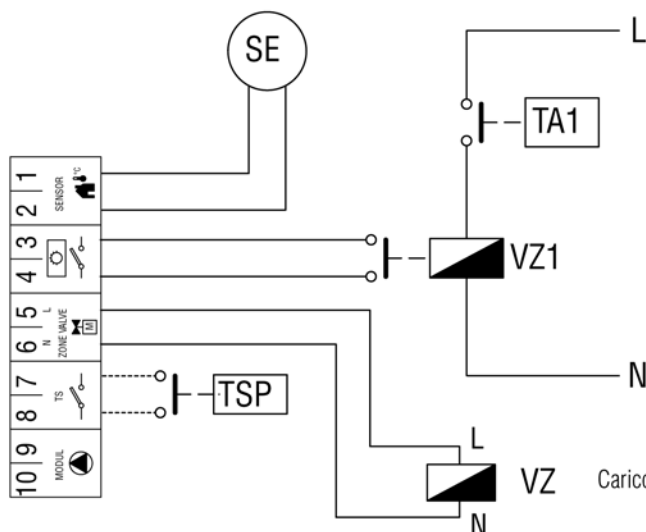 SE
L
TA1
1
2
SENSOR
°C
3
4
VZ1
5
6
L
N
ZONE VALVE
M
7
8
TS
TSP
N
9
10
MODUL
L
VZ
N
Carico